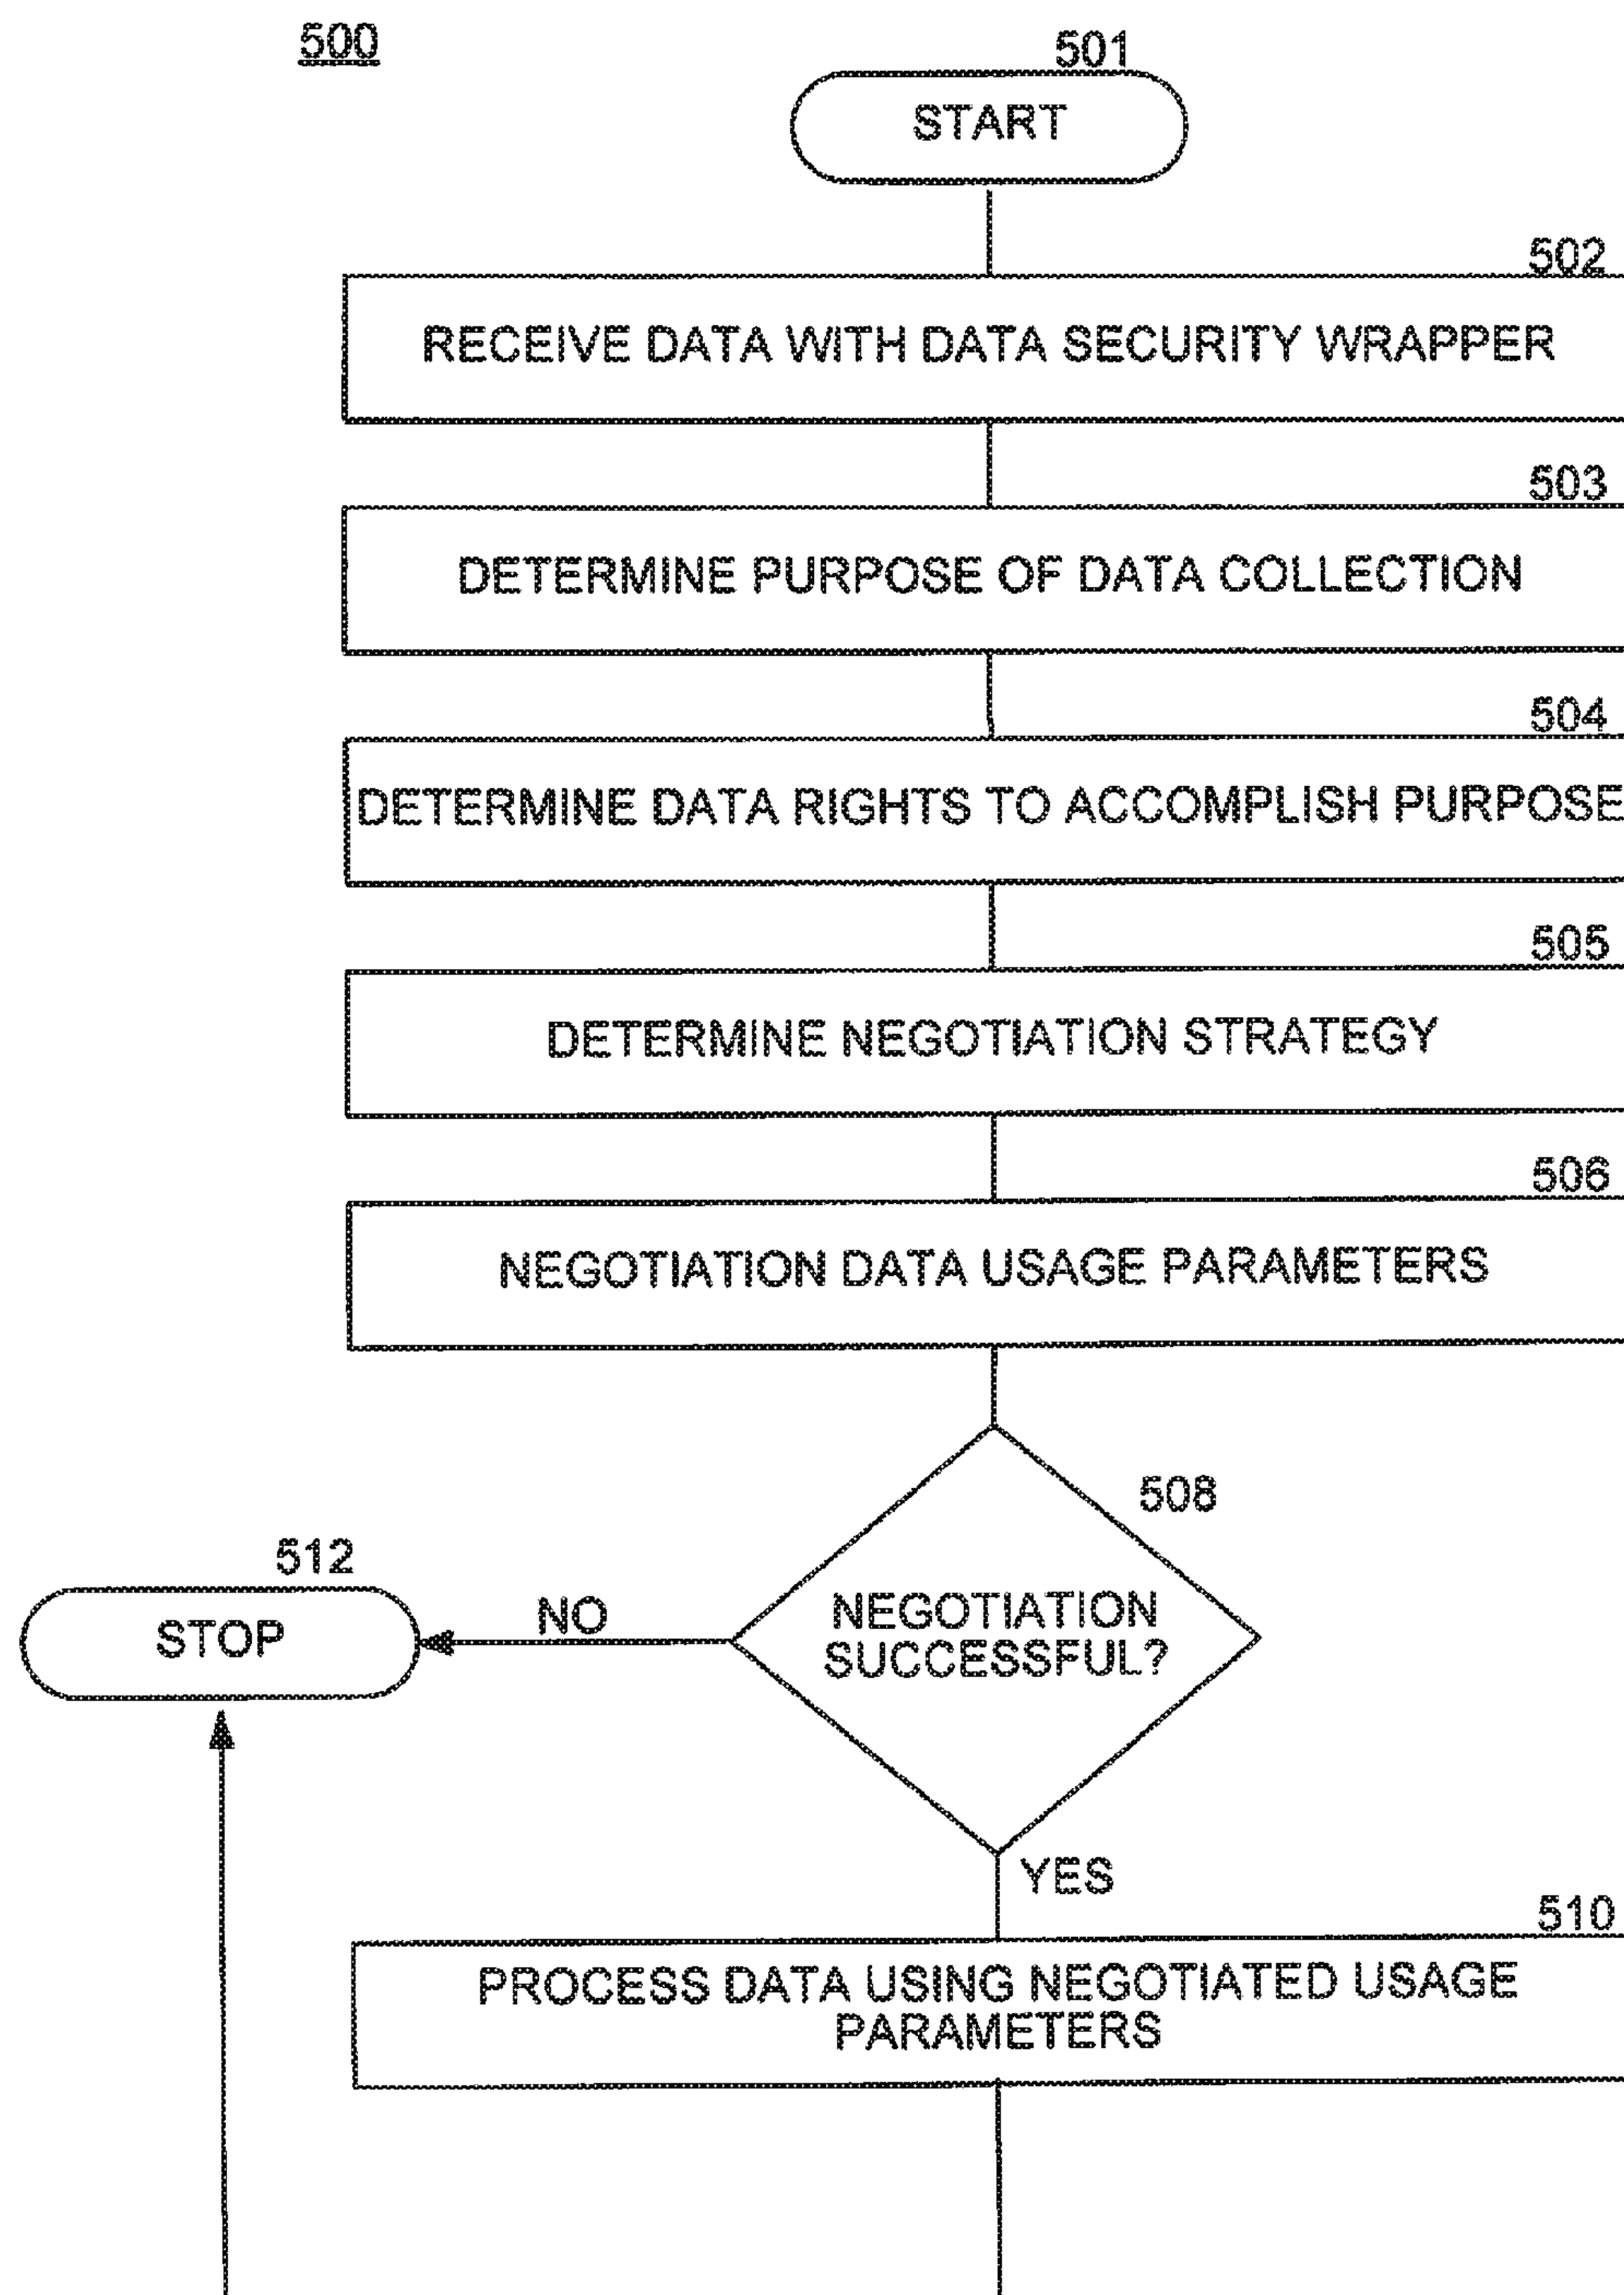 500
501
START
502
RECEIVE DATA WITH DATA SECURITY WRAPPER
503
DETERMINE PURPOSE OF DATA COLLECTION
504
DETERMINE DATA RIGHTS TO ACCOMPLISH PURPOSE
505
DETERMINE NEGOTIATION STRATEGY
506
NEGOTIATION DATA USAGE PARAMETERS
508
NEGOTIATION
SUCCESSFUL?
NO
512
STOP
YES
510
PROCESS DATA USING NEGOTIATED USAGE
PARAMETERS